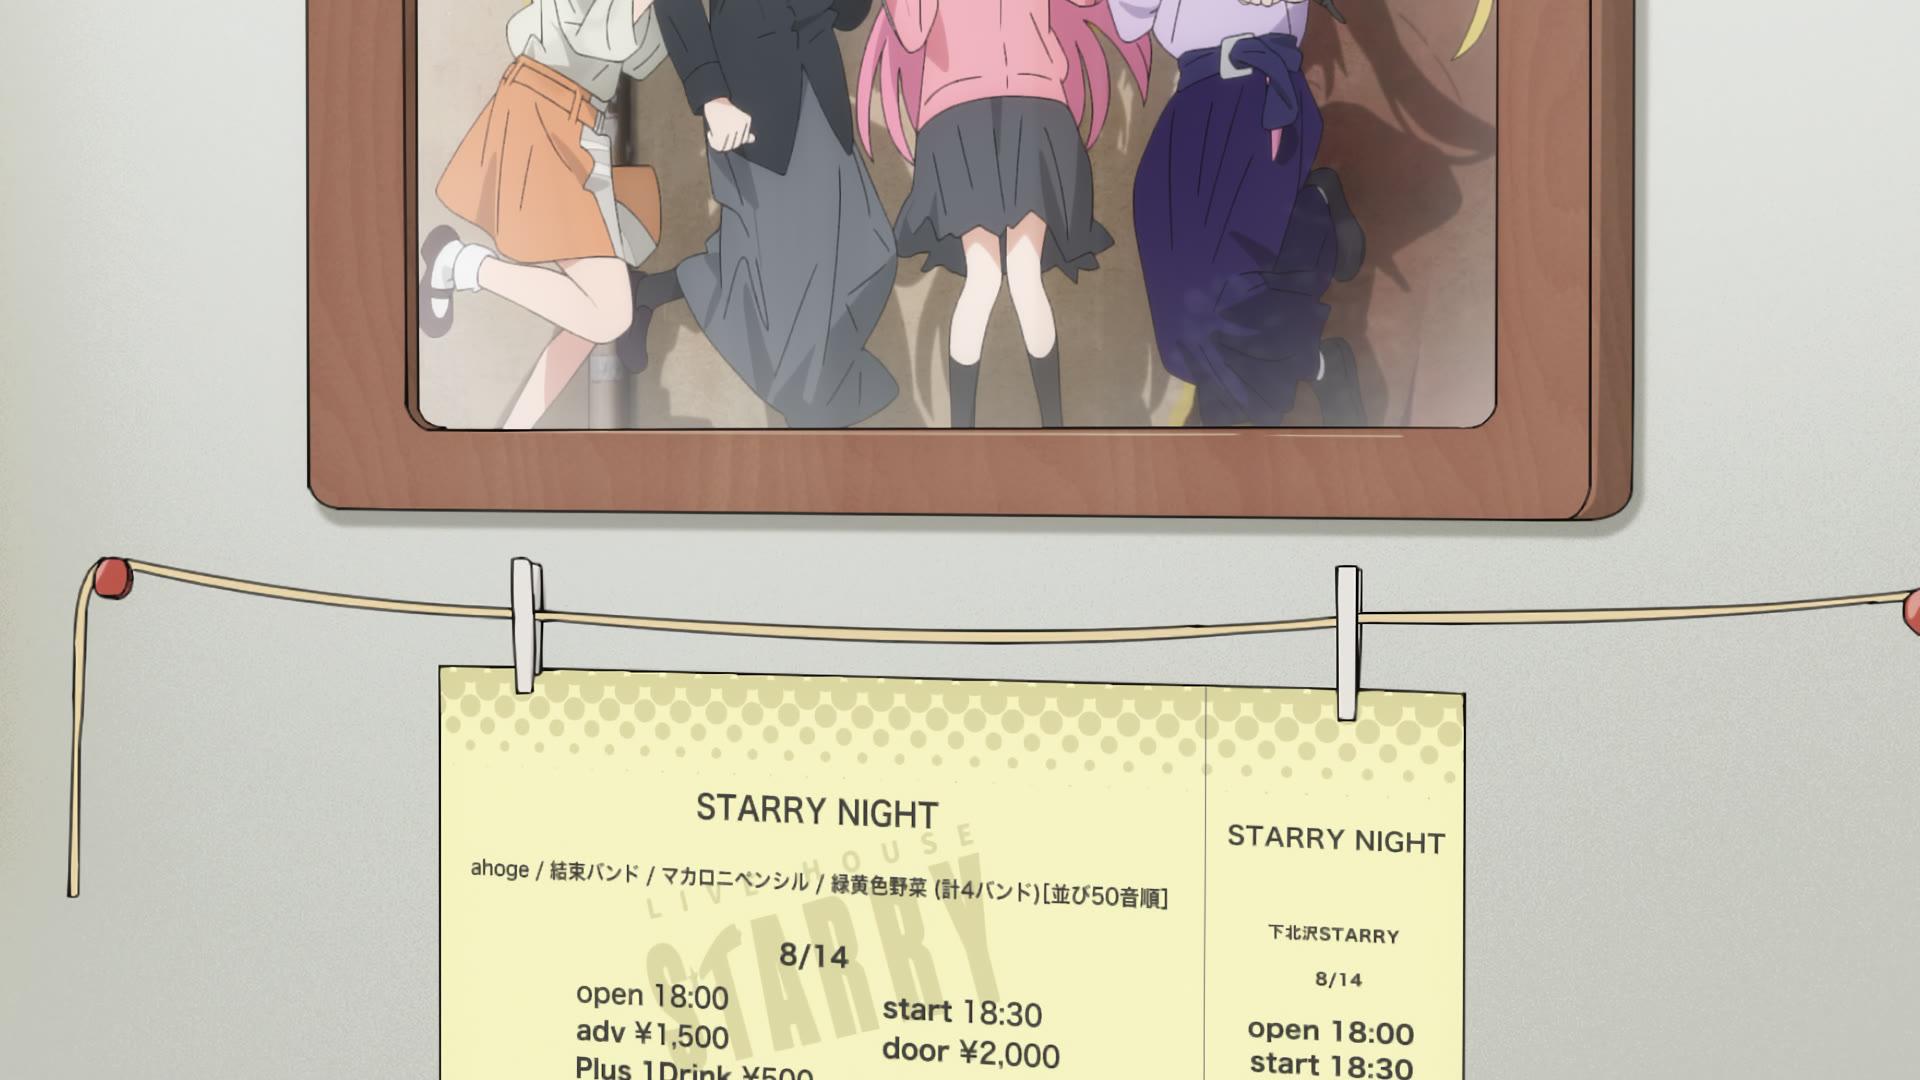 STARRY NIGHT
ahoge / 結束バンド / マカロニペンシル / 緑黄色野菜 (計4バンド)[並び50音順]
LIVE HOUSE
STARRY
8/14
open 18:00 start 18:30
adv ¥1,500 door ¥2,000
Plus 1Drink ¥500
STARRY NIGHT
下北沢STARRY
8/14
open 18:00
start 18:30